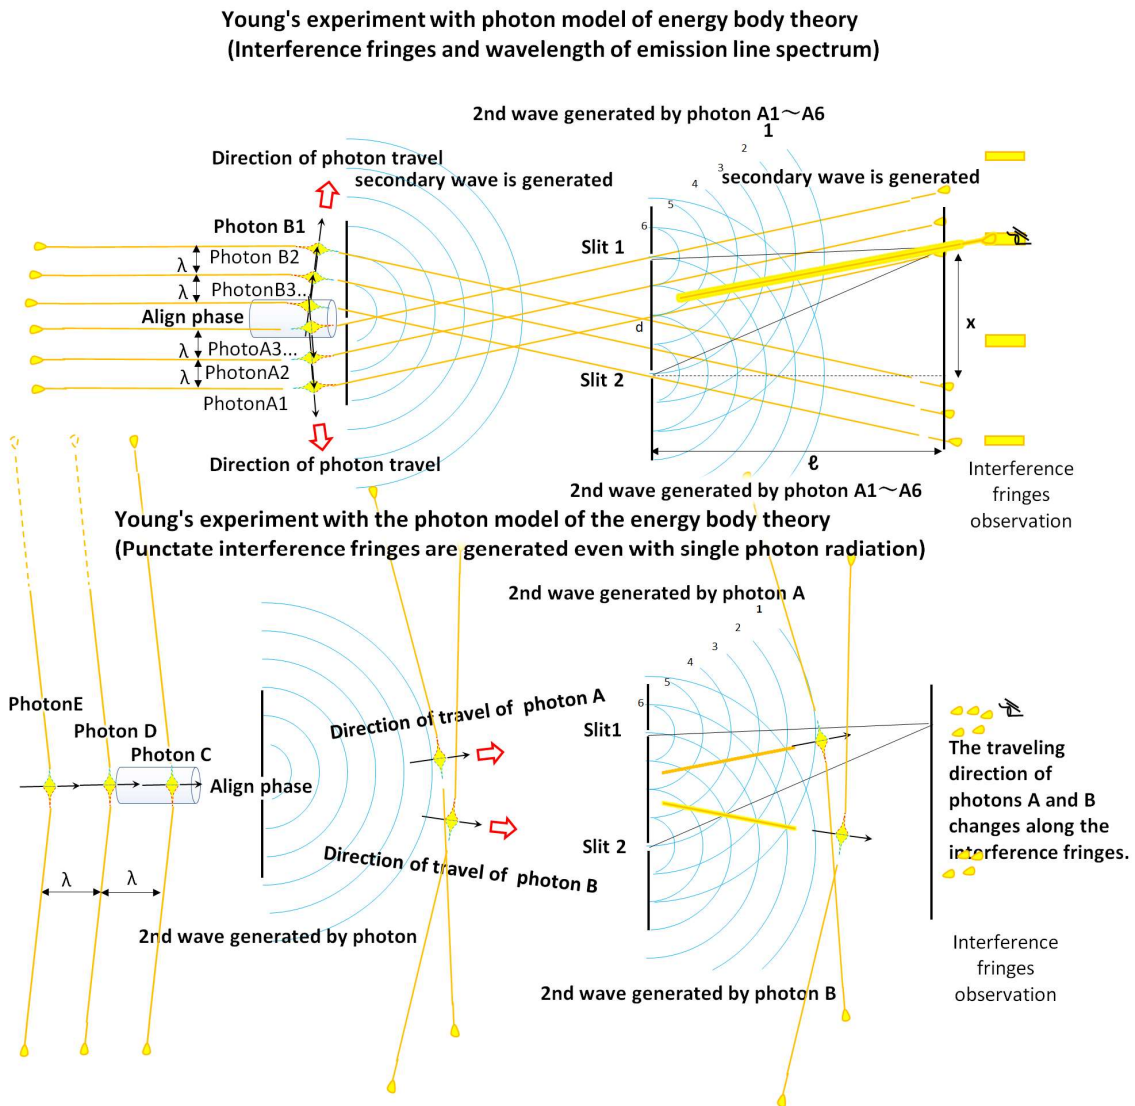 Young's experiment with photon model of energy body theory
(Interference fringes and wavelength of emission line spectrum)
2nd wave generated by photon A1~A6
1
2
3
4
5
6
Direction of photon travel
secondary wave is generated
secondary wave is generated
Photon B1
Photon B2
λ
PhotonB3...
λ
Align phase
PhotoA3...
λ
PhotonA2
λ
PhotonA1
Slit 1
d
x
Slit 2
Direction of photon travel
ℓ
2nd wave generated by photon A1~A6
Interference
fringes
observation
Young's experiment with the photon model of the energy body theory
(Punctate interference fringes are generated even with single photon radiation)
2nd wave generated by photon A
1
2
3
4
5
6
PhotonE
Photon D
Photon C
Align phase
λ
λ
Direction of travel of photon A
Direction of travel of photon B
Slit1
Slit 2
The traveling
direction of
photons A and B
changes along the
interference fringes.
2nd wave generated by photon
2nd wave generated by photon B
Interference
fringes
observation